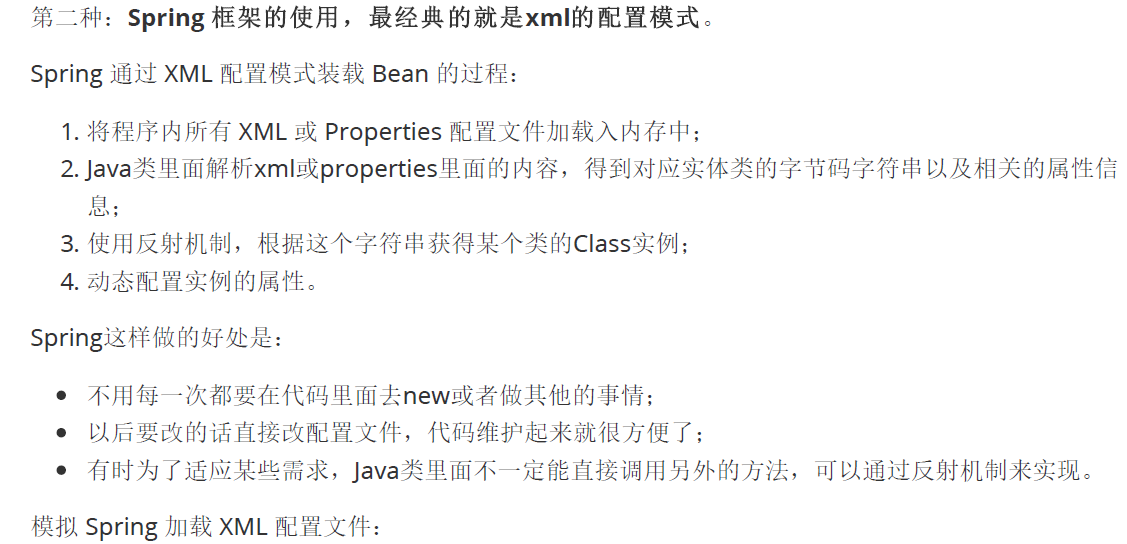 第二种：Spring 框架的使用，最经典的就是xml的配置模式。
Spring 通过 XML 配置模式装载 Bean 的过程：
1. 将程序内所有 XML 或 Properties 配置文件加载入内存中；
2. Java类里面解析xml或properties里面的内容，得到对应实体类的字节码字符串以及相关的属性信
息；
3. 使用反射机制，根据这个字符串获得某个类的Class实例；
4. 动态配置实例的属性。
Spring这样做的好处是：
• 不用每一次都要在代码里面去new或者做其他的事情；
• 以后要改的话直接改配置文件，代码维护起来就很方便了；
• 有时为了适应某些需求，Java类里面不一定能直接调用另外的方法，可以通过反射机制来实现。
模拟 Spring 加载 XML 配置文件：